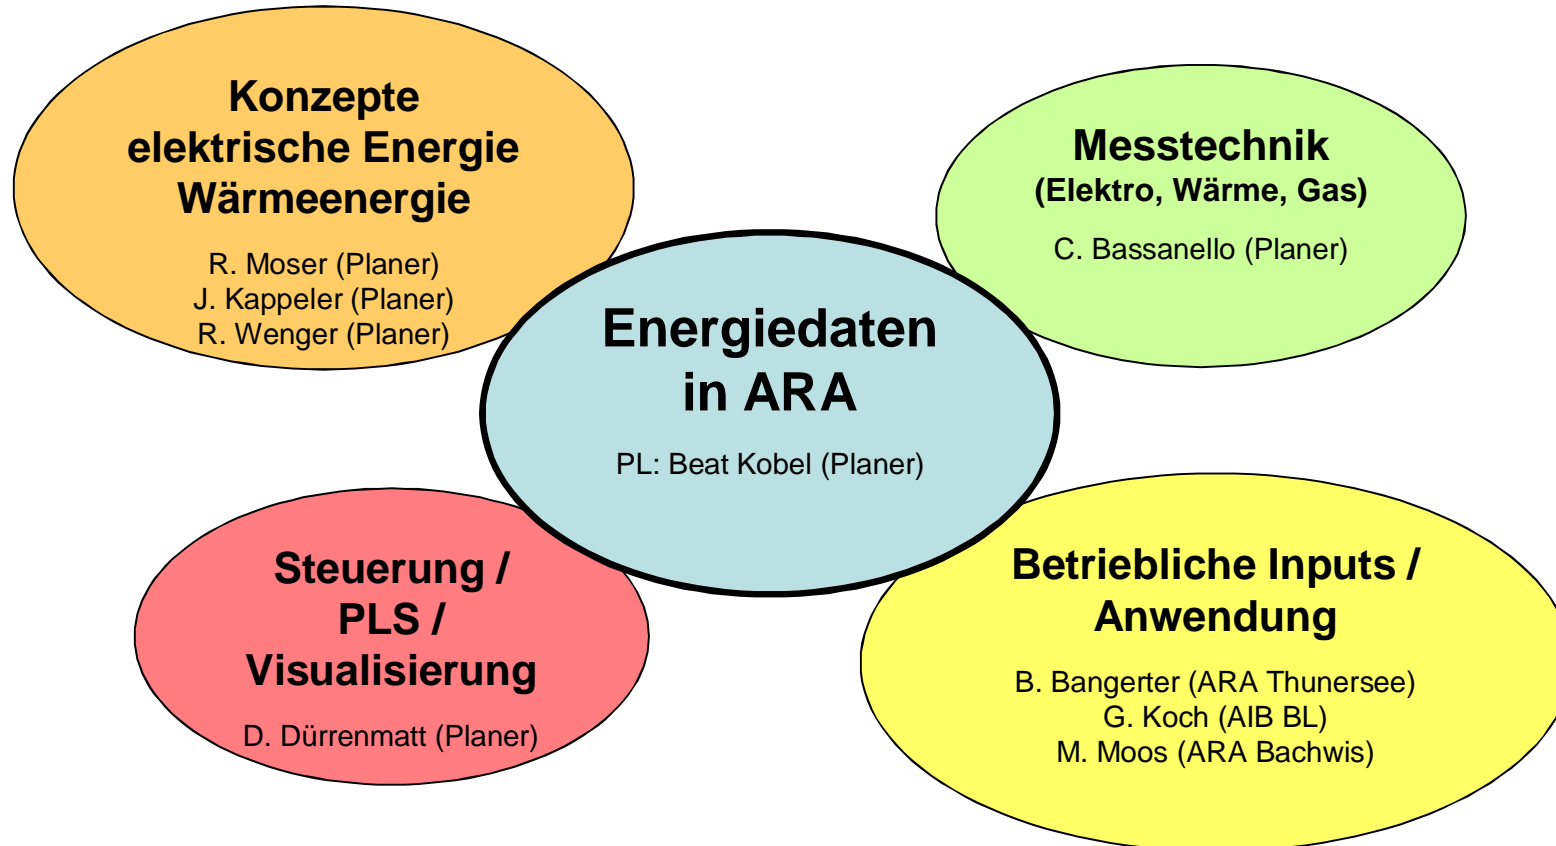 Konzepte
elektrische Energie
Wärmeenergie
R. Moser (Planer)
J. Kappeler (Planer)
R. Wenger (Planer)
Messtechnik
(Elektro, Wärme, Gas)
C. Bassanello (Planer)
Energiedaten
in ARA
PL: Beat Kobel (Planer)
Steuerung /
PLS /
Visualisierung
D. Dürrenmatt (Planer)
Betriebliche Inputs /
Anwendung
B. Bangerter (ARA Thunersee)
G. Koch (AIB BL)
M. Moos (ARA Bachwis)